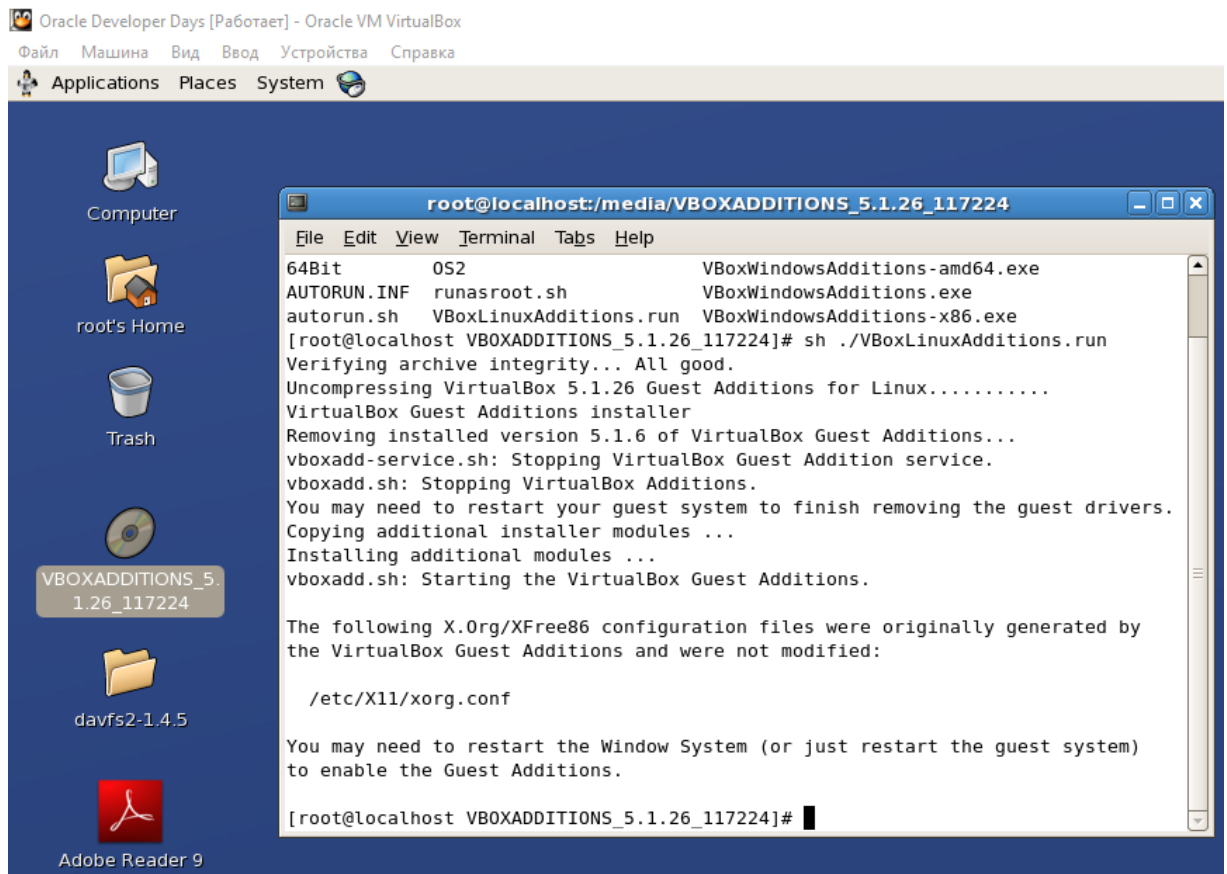 Oracle Developer Days [Работает] - Oracle VM VirtualBox
Файл Машина Вид Ввод Устройства Справка
Applications Places System
Computer
root's Home
Trash
VBOXADDITIONS_5.
1.26_117224
davfs2-1.4.5
Adobe Reader 9
root@localhost:/media/VBOXADDITIONS_5.1.26_117224
File Edit View Terminal Tabs Help
64Bit OS2 VBoxWindowsAdditions-amd64.exe
AUTORUN.INF runasroot.sh VBoxWindowsAdditions.exe
autorun.sh VBoxLinuxAdditions.run VBoxWindowsAdditions-x86.exe
[root@localhost VBOXADDITIONS_5.1.26_117224]# sh ./VBoxLinuxAdditions.run
Verifying archive integrity... All good.
Uncompressing VirtualBox 5.1.26 Guest Additions for Linux...........
VirtualBox Guest Additions installer
Removing installed version 5.1.6 of VirtualBox Guest Additions...
vboxadd-service.sh: Stopping VirtualBox Guest Addition service.
vboxadd.sh: Stopping VirtualBox Additions.
You may need to restart your guest system to finish removing the guest drivers.
Copying additional installer modules ...
Installing additional modules ...
vboxadd.sh: Starting the VirtualBox Guest Additions.
The following X.Org/XFree86 configuration files were originally generated by
the VirtualBox Guest Additions and were not modified:
/etc/X11/xorg.conf
You may need to restart the Window System (or just restart the guest system)
to enable the Guest Additions.
[root@localhost VBOXADDITIONS_5.1.26_117224]#